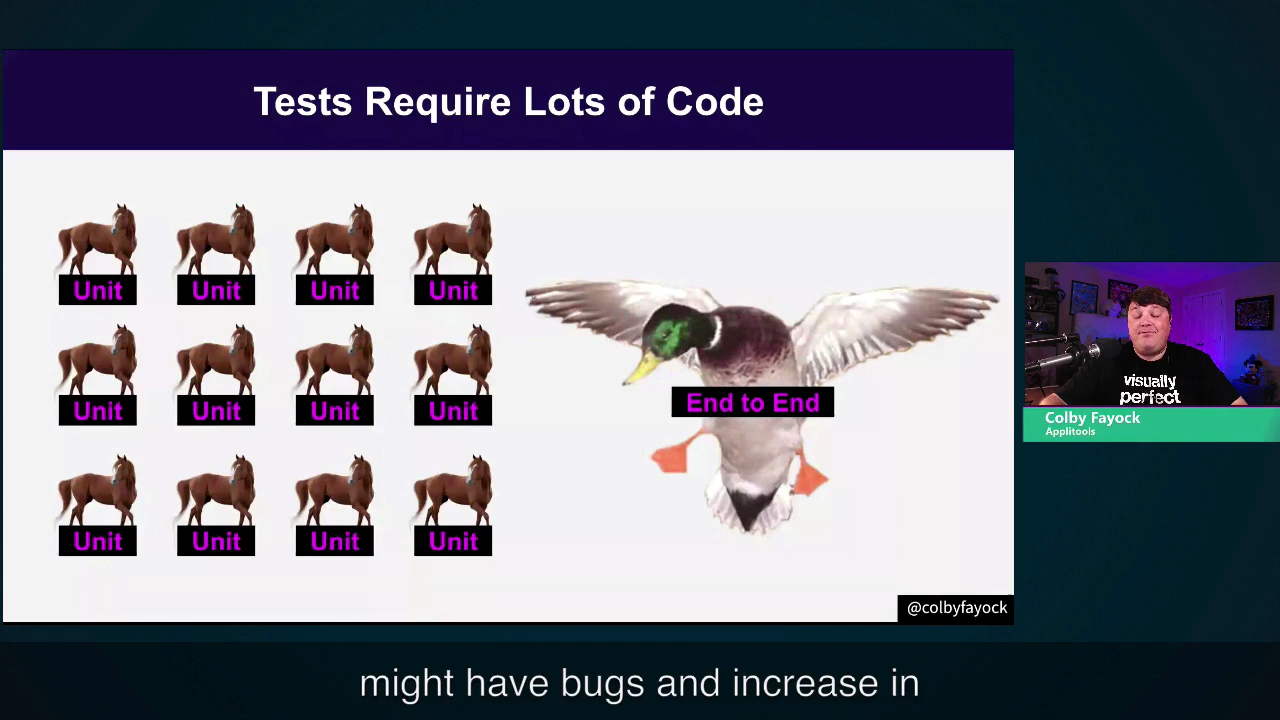 Tests Require Lots of Code
Unit Unit Unit Unit
Unit Unit Unit Unit
Unit Unit Unit Unit
End to End
@colbyfayock
visually
perfect
Colby Fayock
Applitools
might have bugs and increase in